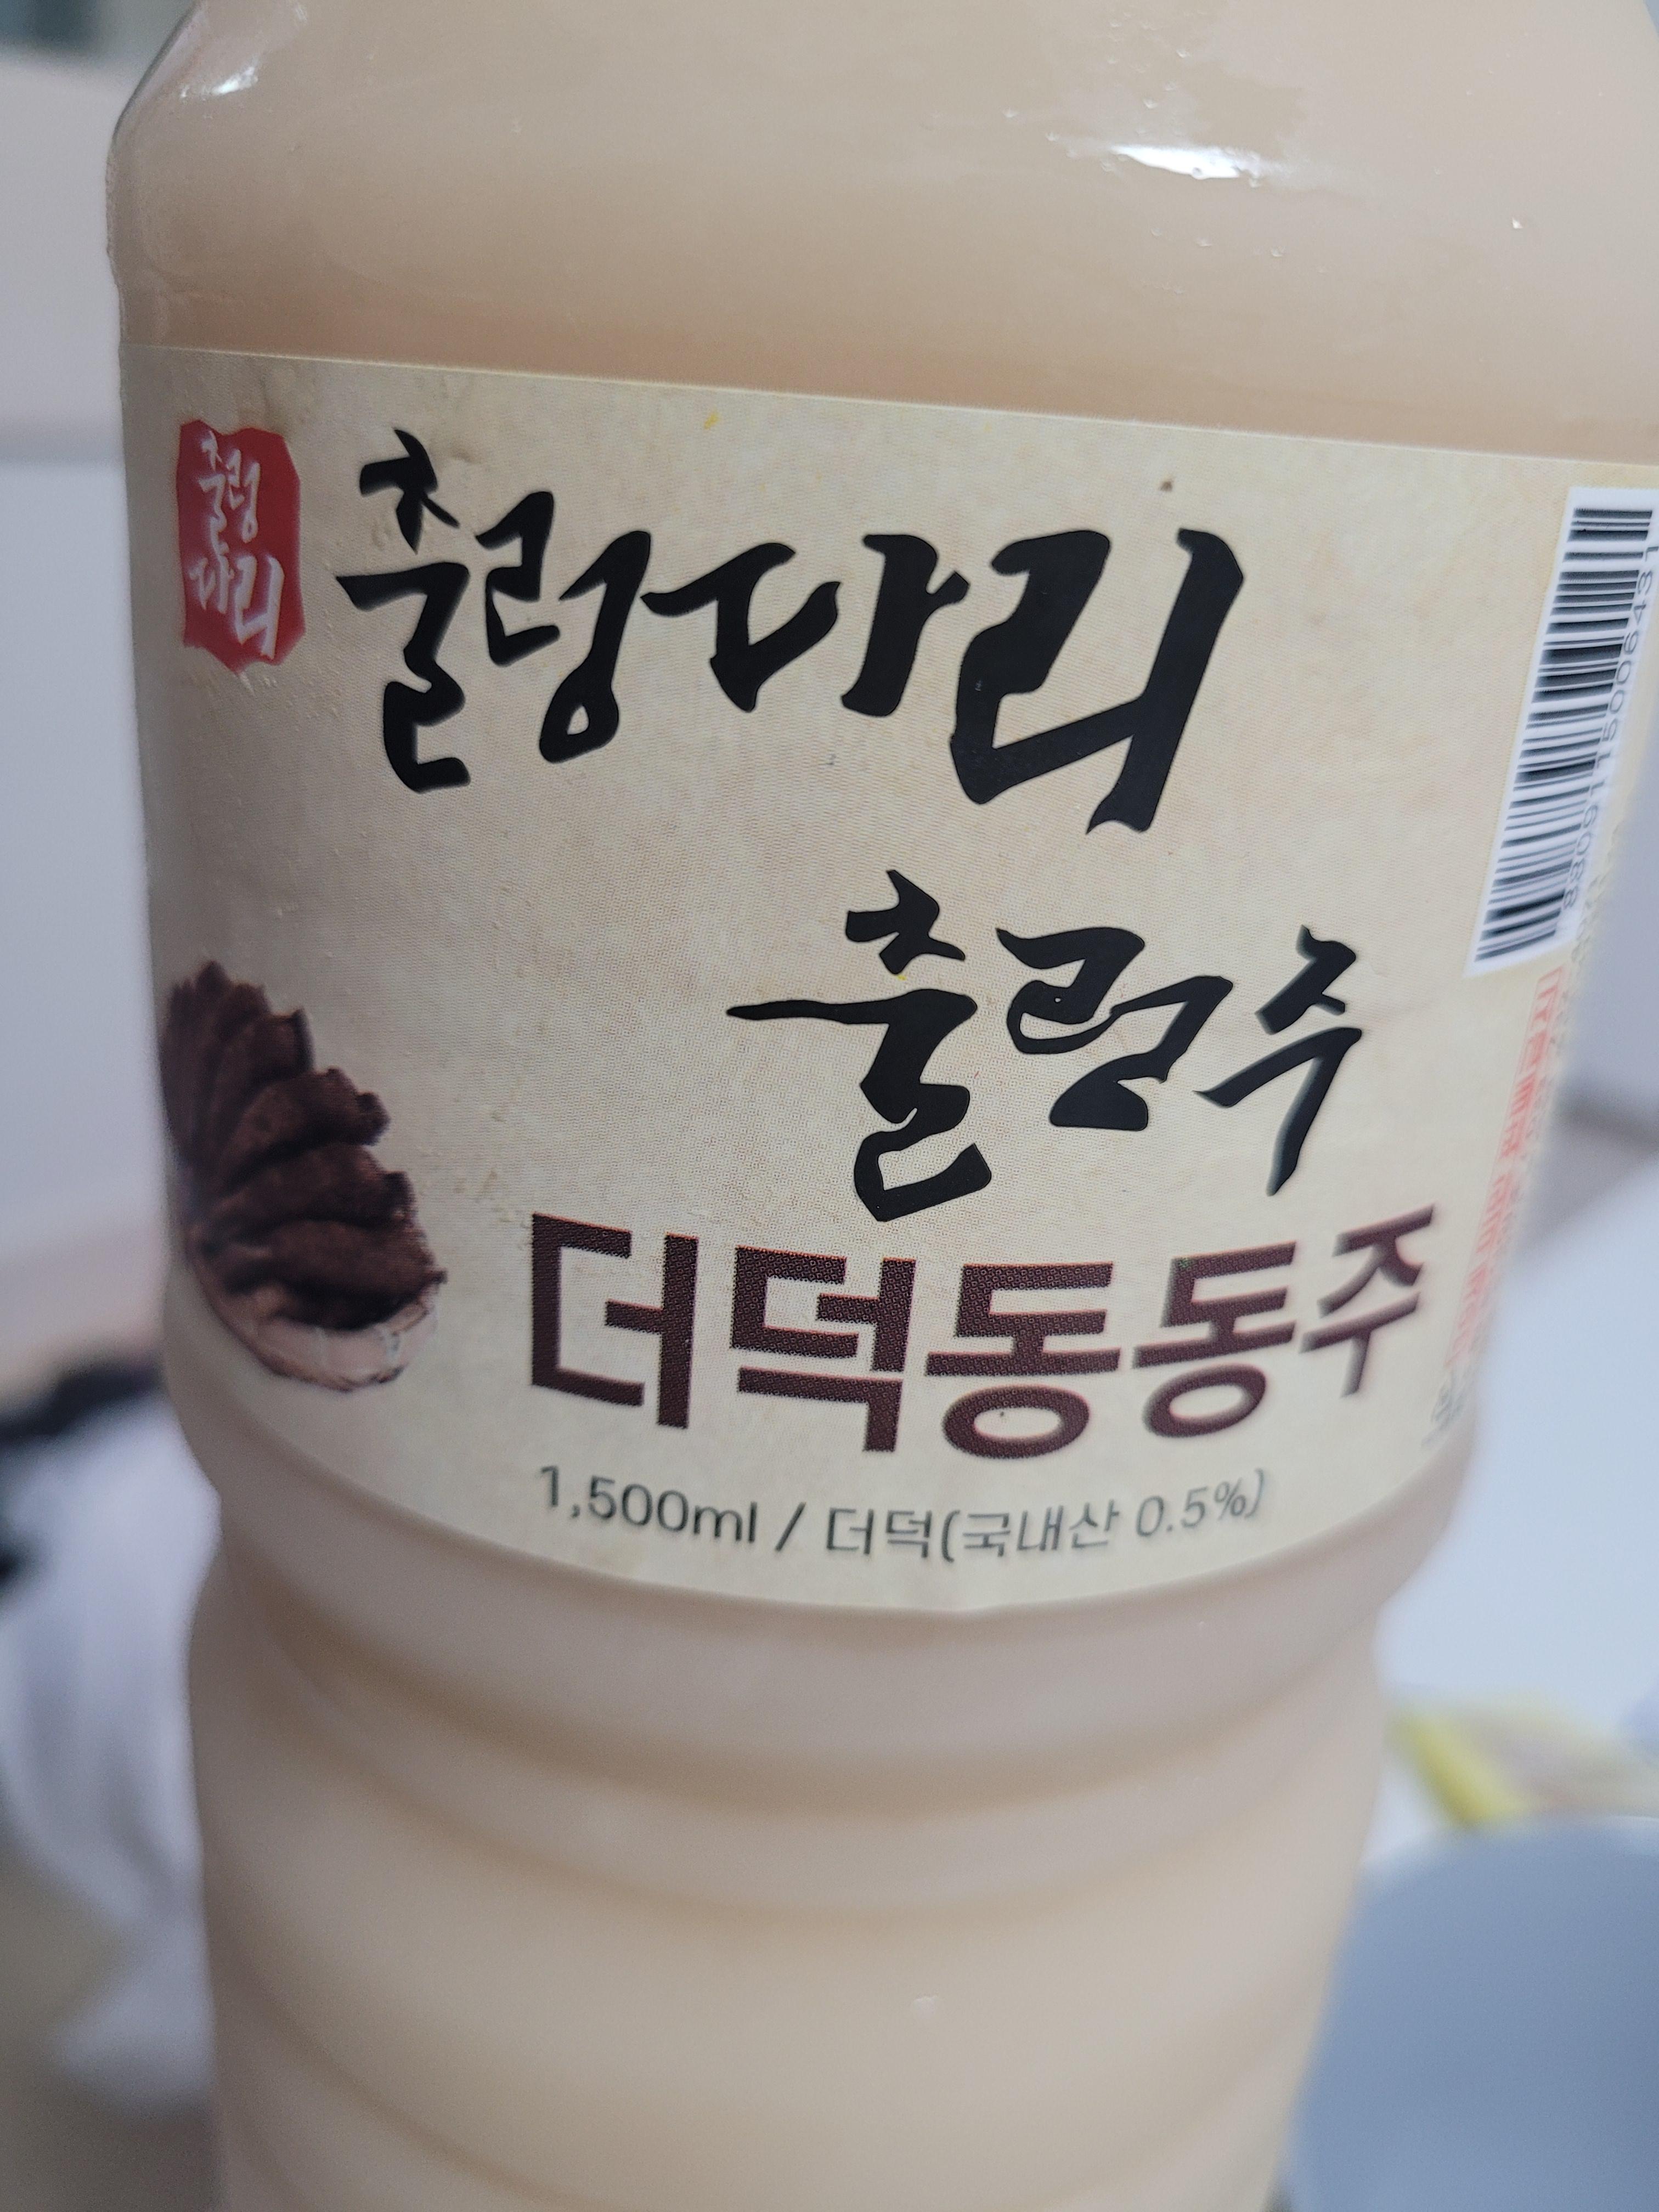 출렁
다리
출렁다리
출렁주
더덕동동주
1,500ml / 더덕(국내산 0.5%)
8809115006431